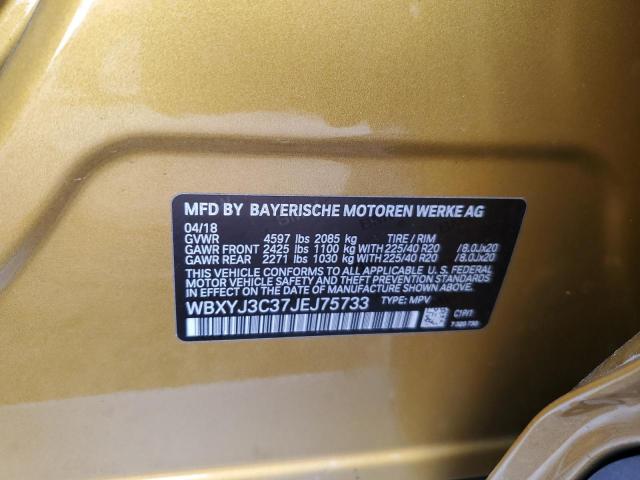 MFD BY BAYERISCHE MOTOREN WERKE AG
04/18
GVWR 4597 lbs 2085 kg TIRE / RIM
GAWR FRONT 2425 lbs 1100 kg WITH 225/40 R20 /8.0Jx20
GAWR REAR 2271 lbs 1030 kg WITH 225/40 R20 /8.0Jx20
THIS VEHICLE CONFORMS TO ALL APPLICABLE U. S. FEDERAL
MOTOR VEHICLE SAFETY, BUMPER, AND THEFT PREVENTION
STANDARDS IN EFFECT ON THE DATE OF MANUFACTURE SHOWN ABOVE.
WBXYJ3C37JEJ75733 TYPE: MPV
C1P/1